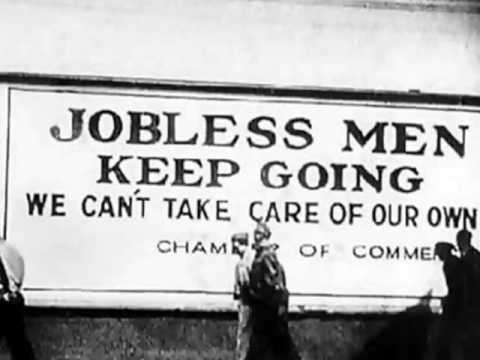 JOBLESS MEN
KEEP GOING
WE CAN'T TAKE CARE OF OUR OWN
OF